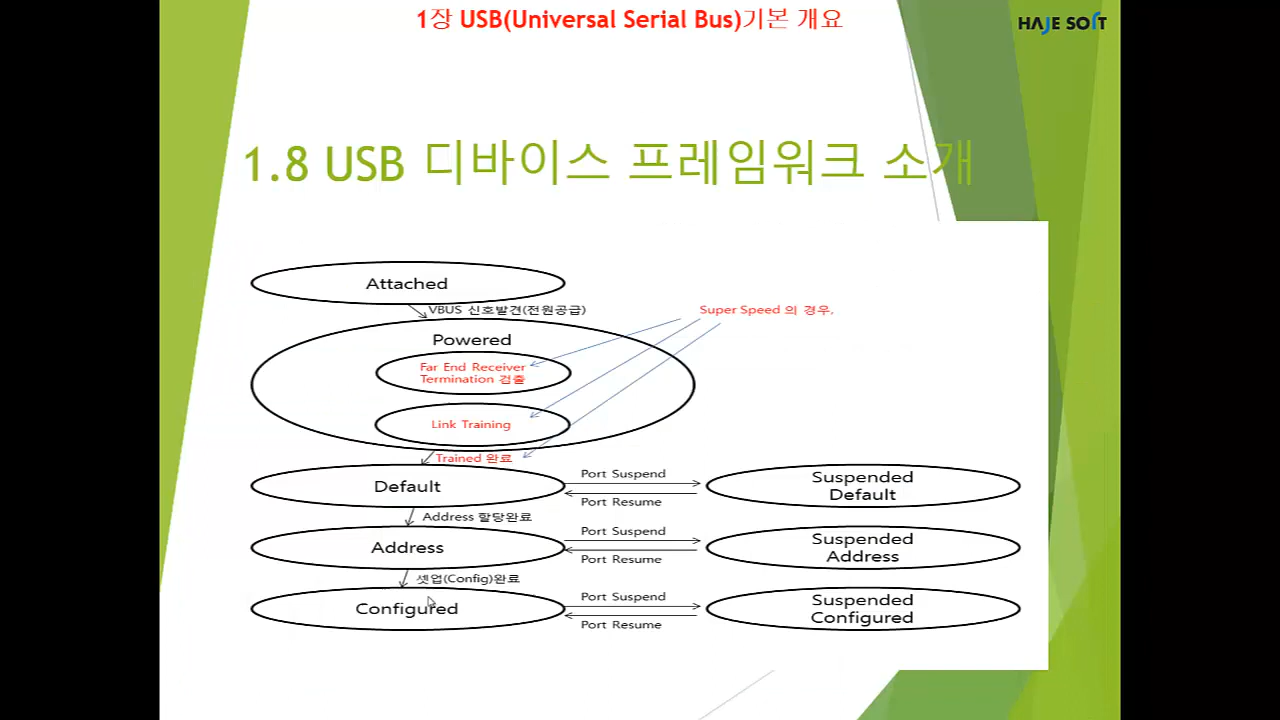 1장 USB(Universal Serial Bus)기본 개요
HAJE SOFT
1.8 USB 디바이스 프레임워크 소개
Attached
VBUS 신호발견(전원공급)
Super Speed 의 경우,
Powered
Far End Receiver
Termination 검출
Link Training
Trained 완료
Default
Port Suspend
Port Resume
Suspended
Default
Address 할당완료
Address
Port Suspend
Port Resume
Suspended
Address
셋업(Config)완료
Configured
Port Suspend
Port Resume
Suspended
Configured